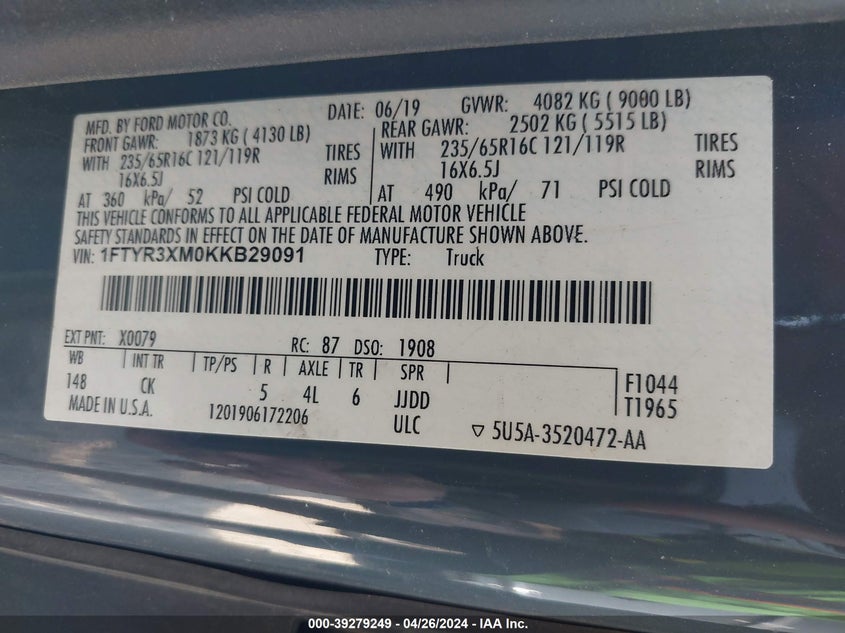 MFD. BY FORD MOTOR CO. DATE: 06/19 GVWR: 4082 KG ( 9000 LB)
FRONT GAWR: 1873 KG ( 4130 LB) REAR GAWR: 2502 KG ( 5515 LB)
WITH 235/65R16C 121/119R TIRES WITH 235/65R16C 121/119R TIRES
16X6.5J RIMS 16X6.5J RIMS
AT 360 kPa/ 52 PSI COLD AT 490 kPa/ 71 PSI COLD
THIS VEHICLE CONFORMS TO ALL APPLICABLE FEDERAL MOTOR VEHICLE
SAFETY STANDARDS IN EFFECT ON THE DATE OF MANUFACTURE SHOWN ABOVE.
VIN: 1FTYR3XM0KKB29091 TYPE: Truck
EXT PNT: X0079 RC: 87 DSO: 1908
WB INT TR TP/PS R AXLE TR SPR F1044
148 CK 5 4L 6 JJDD T1965
MADE IN U.S.A. 1201906172206 ULC ▽ 5U5A-3520472-AA
000-39279249 - 04/26/2024 - IAAI.COM